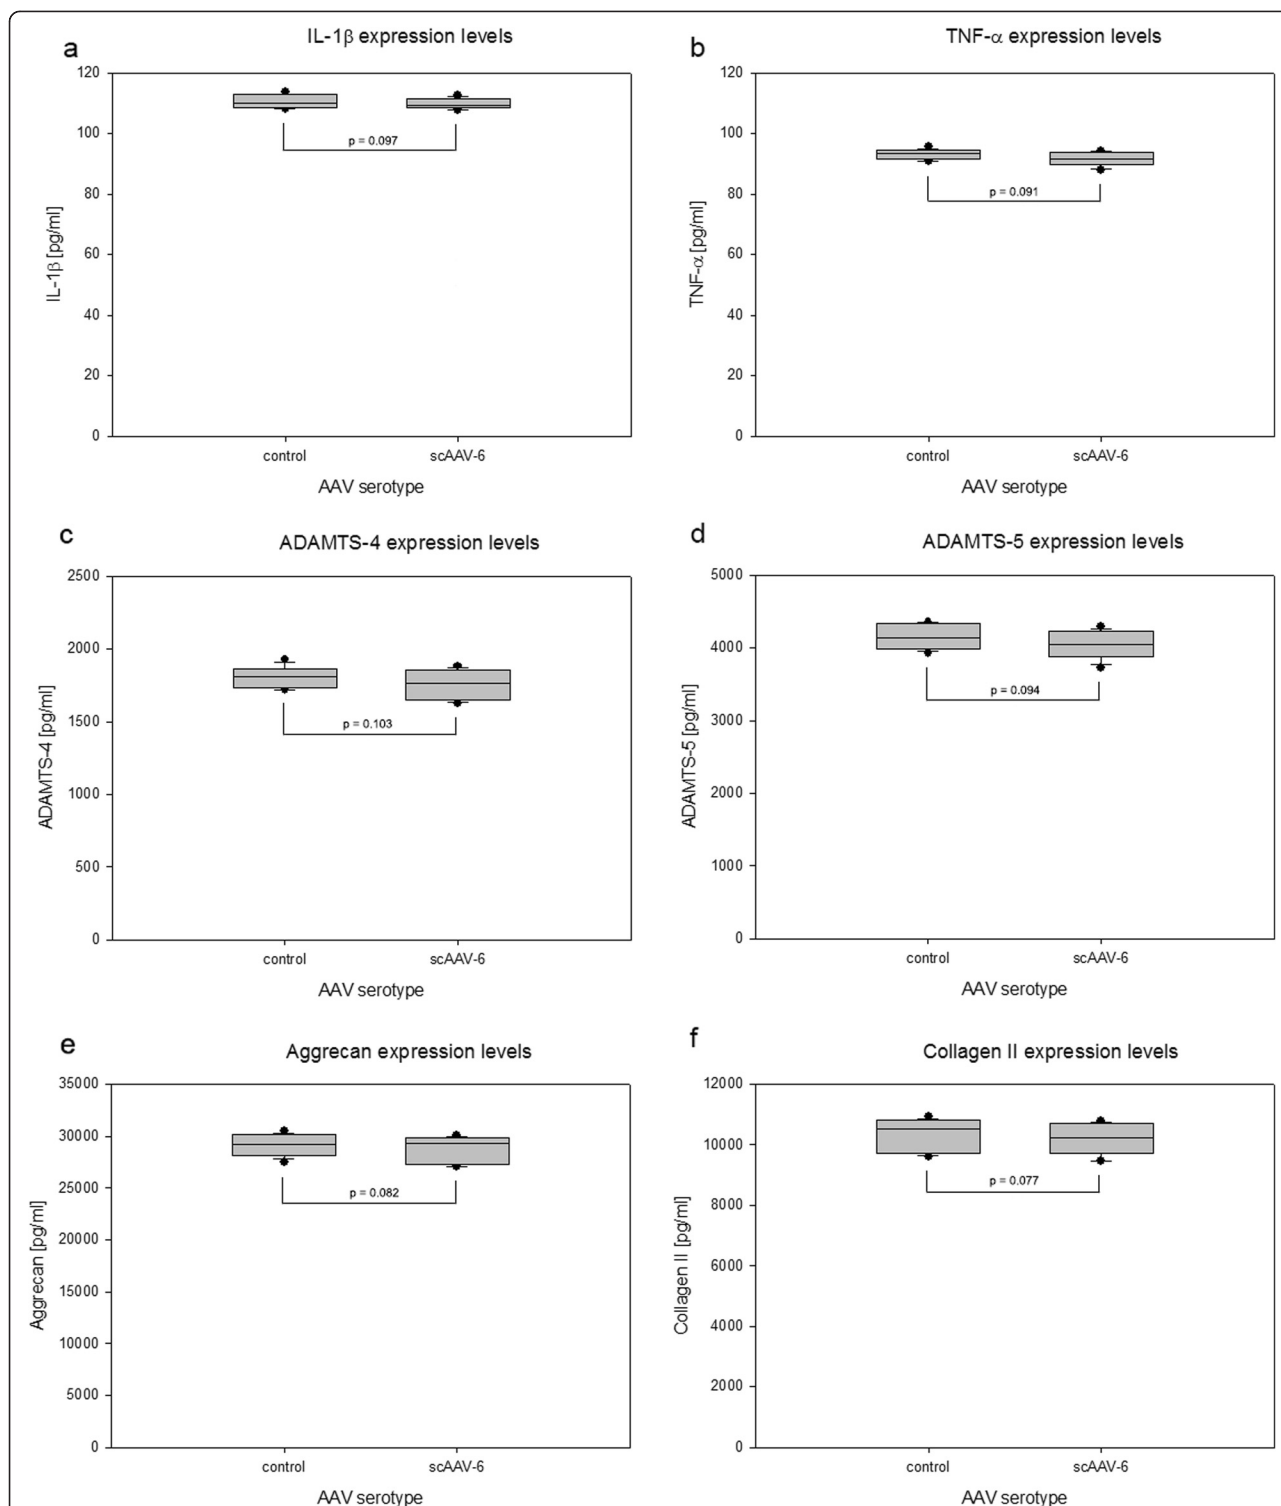 a
IL-1β expression levels
120
100
80
60
40
20
0
IL-1β [pg/ml]
p = 0.097
control
scAAV-6
AAV serotype
b
TNF-α expression levels
120
100
80
60
40
20
0
TNF-α [pg/ml]
p = 0.091
control
scAAV-6
AAV serotype
c
ADAMTS-4 expression levels
2500
2000
1500
1000
500
0
ADAMTS-4 [pg/ml]
p = 0.103
control
scAAV-6
AAV serotype
d
ADAMTS-5 expression levels
5000
4000
3000
2000
1000
0
ADAMTS-5 [pg/ml]
p = 0.094
control
scAAV-6
AAV serotype
e
Aggrecan expression levels
35000
30000
25000
20000
15000
10000
5000
0
Aggrecan [pg/ml]
p = 0.082
control
scAAV-6
AAV serotype
f
Collagen II expression levels
12000
10000
8000
6000
4000
2000
0
Collagen II [pg/ml]
p = 0.077
control
scAAV-6
AAV serotype